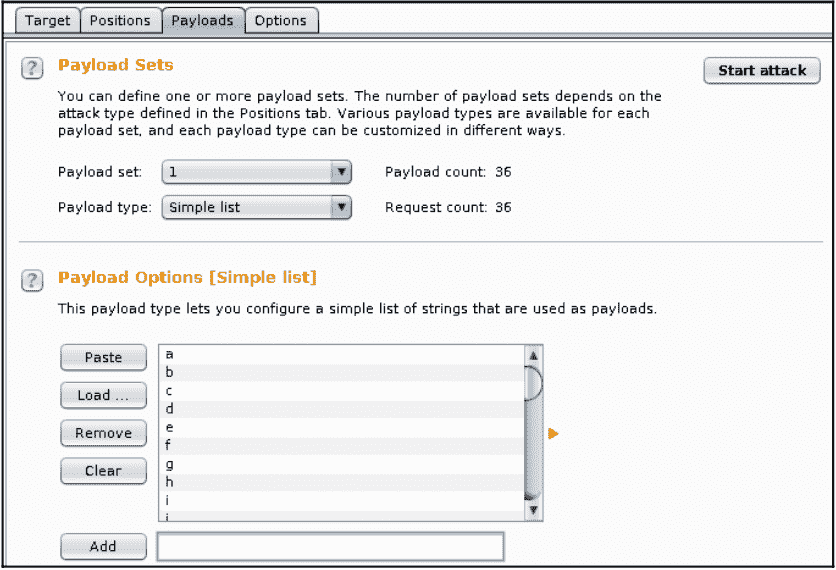 Target Positions Payloads Options
? Payload Sets Start attack
You can define one or more payload sets. The number of payload sets depends on the
attack type defined in the Positions tab. Various payload types are available for each
payload set, and each payload type can be customized in different ways.
Payload set: 1 Payload count: 36
Payload type: Simple list Request count: 36
? Payload Options [Simple list]
This payload type lets you configure a simple list of strings that are used as payloads.
Paste
Load ...
Remove
Clear
a
b
c
d
e
f
g
h
i
j
Add